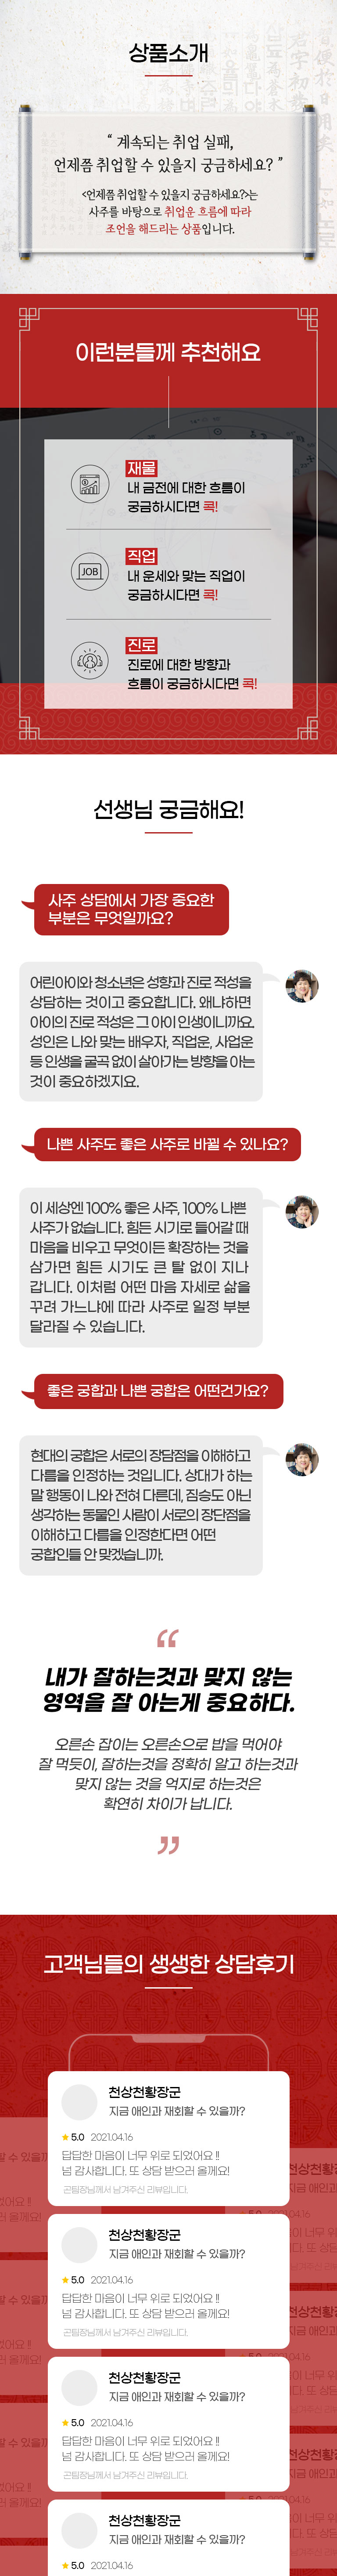 상품소개
“ 계속되는 취업 실패,
언제쯤 취업할 수 있을지 궁금하세요? ”
<언제쯤 취업할 수 있을지 궁금하세요?>는
사주를 바탕으로 취업운 흐름에 따라
조언을 해드리는 상품입니다.
이런분들께 추천해요
재물
내 금전에 대한 흐름이
궁금하시다면 콕!
JOB
직업
내 운세와 맞는 직업이
궁금하시다면 콕!
진로
진로에 대한 방향과
흐름이 궁금하시다면 콕!
선생님 궁금해요!
사주 상담에서 가장 중요한
부분은 무엇일까요?
어린아이와 청소년은 성향과 진로 적성을
상담하는 것이고 중요합니다. 왜냐하면
아이의 진로 적성은 그 아이 인생이니까요.
성인은 나와 맞는 배우자, 직업운, 사업운
등 인생을 굴곡 없이 살아가는 방향을 아는
것이 중요하겠지요.
나쁜 사주도 좋은 사주로 바뀔 수 있나요?
이 세상엔 100% 좋은 사주, 100% 나쁜
사주가 없습니다. 힘든 시기로 들어갈 때
마음을 비우고 무엇이든 확장하는 것을
삼가면 힘든 시기도 큰 탈 없이 지나
갑니다. 이처럼 어떤 마음 자세로 삶을
꾸려 가느냐에 따라 사주로 일정 부분
달라질 수 있습니다.
좋은 궁합과 나쁜 궁합은 어떤건가요?
현대의 궁합은 서로의 장담점을 이해하고
다름을 인정하는 것입니다. 상대가 하는
말 행동이 나와 전혀 다른데, 짐승도 아닌
생각하는 동물인 사람이 서로의 장단점을
이해하고 다름을 인정한다면 어떤
궁합인들 안 맞겠습니까.
“
내가 잘하는것과 맞지 않는
영역을 잘 아는게 중요하다.
오른손 잡이는 오른손으로 밥을 먹어야
잘 먹듯이, 잘하는것을 정확히 알고 하는것과
맞지 않는 것을 억지로 하는것은
확연히 차이가 납니다.
”
고객님들의 생생한 상담후기
천상천황장군
지금 애인과 재회할 수 있을까?
★ 5.0 2021.04.16
답답한 마음이 너무 위로 되었어요 !!
넘 감사합니다. 또 상담 받으러 올께요!
곤팀장님께서 남겨주신 리뷰입니다.
천상천황장군
지금 애인과 재회할 수 있을까?
★ 5.0 2021.04.16
답답한 마음이 너무 위로 되었어요 !!
넘 감사합니다. 또 상담 받으러 올께요!
곤팀장님께서 남겨주신 리뷰입니다.
천상천황장군
지금 애인과 재회할 수 있을까?
★ 5.0 2021.04.16
답답한 마음이 너무 위로 되었어요 !!
넘 감사합니다. 또 상담 받으러 올께요!
곤팀장님께서 남겨주신 리뷰입니다.
천상천황장군
지금 애인과 재회할 수 있을까?
★ 5.0 2021.04.16